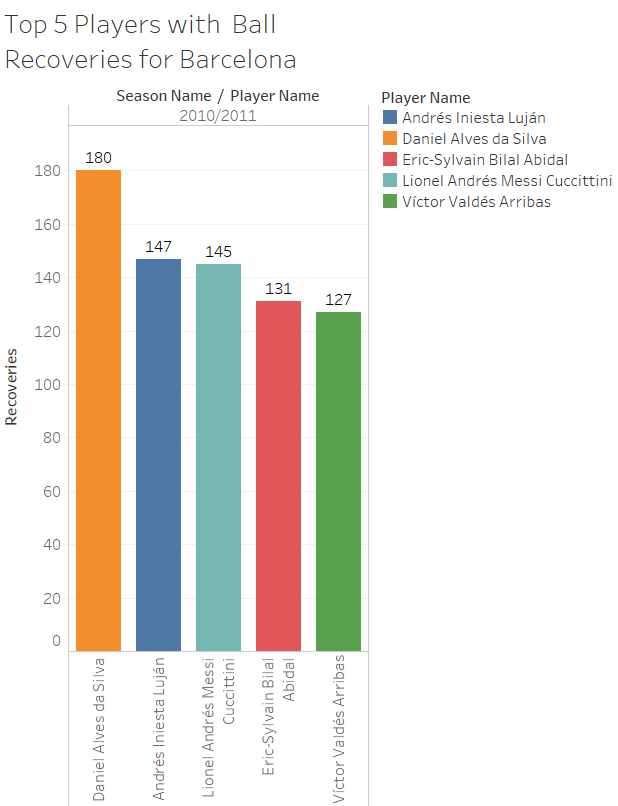 Top 5 Players with Ball
Recoveries for Barcelona
Season Name / Player Name
2010/2011
Player Name
Andrés Iniesta Luján
Daniel Alves da Silva
Eric-Sylvain Bilal Abidal
Lionel Andrés Messi Cuccittini
Víctor Valdés Arribas
Recoveries
180
160
140
120
100
80
60
40
20
0
180
147
145
131
127
Daniel Alves da Silva
Andrés Iniesta Luján
Lionel Andrés Messi
Cuccittini
Eric-Sylvain Bilal
Abidal
Víctor Valdés Arribas